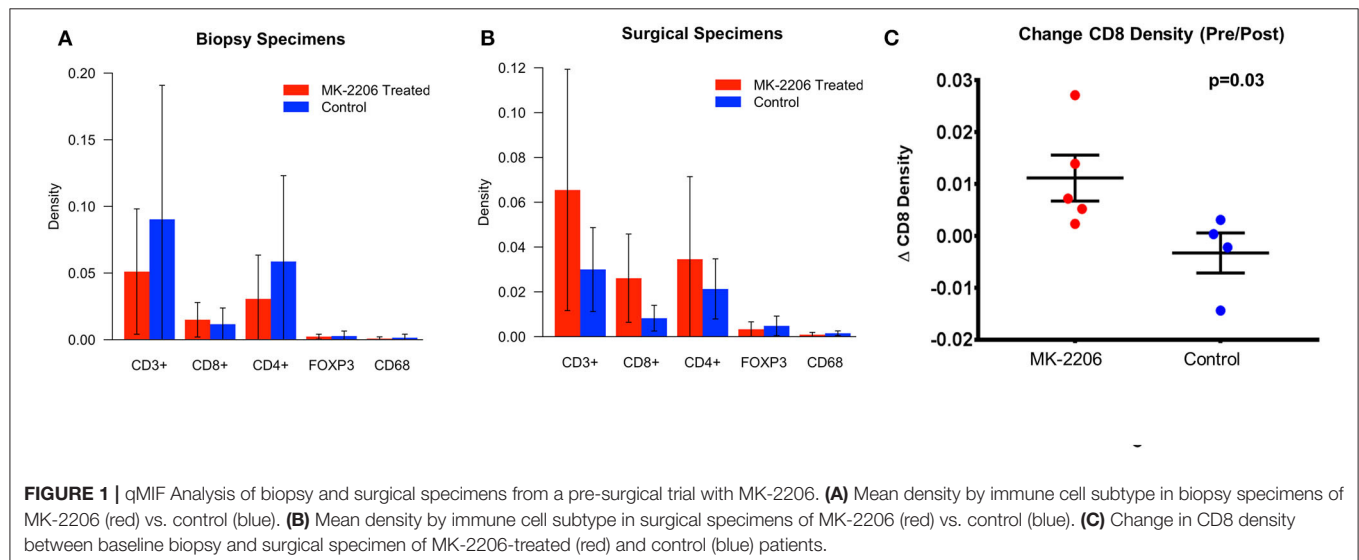 A
Biopsy Specimens
0.20
0.15
0.10
0.05
0.00
Density
MK-2206 Treated
Control
CD3+ CD8+ CD4+ FOXP3 CD68
B
Surgical Specimens
0.12
0.10
0.08
0.06
0.04
0.02
0.00
Density
MK-2206 Treated
Control
CD3+ CD8+ CD4+ FOXP3 CD68
C
Change CD8 Density (Pre/Post)
p=0.03
0.03
0.02
0.01
0.00
-0.01
-0.02
Δ CD8 Density
MK-2206 Control
FIGURE 1 | qMIF Analysis of biopsy and surgical specimens from a pre-surgical trial with MK-2206. (A) Mean density by immune cell subtype in biopsy specimens of
MK-2206 (red) vs. control (blue). (B) Mean density by immune cell subtype in surgical specimens of MK-2206 (red) vs. control (blue). (C) Change in CD8 density
between baseline biopsy and surgical specimen of MK-2206-treated (red) and control (blue) patients.